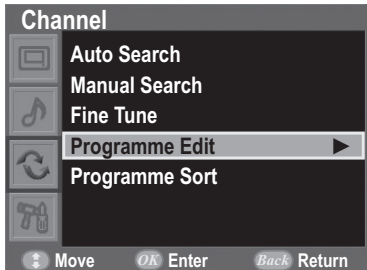 Channel
Auto Search
Manual Search
Fine Tune
Programme Edit
Programme Sort
Move OK Enter Back Return